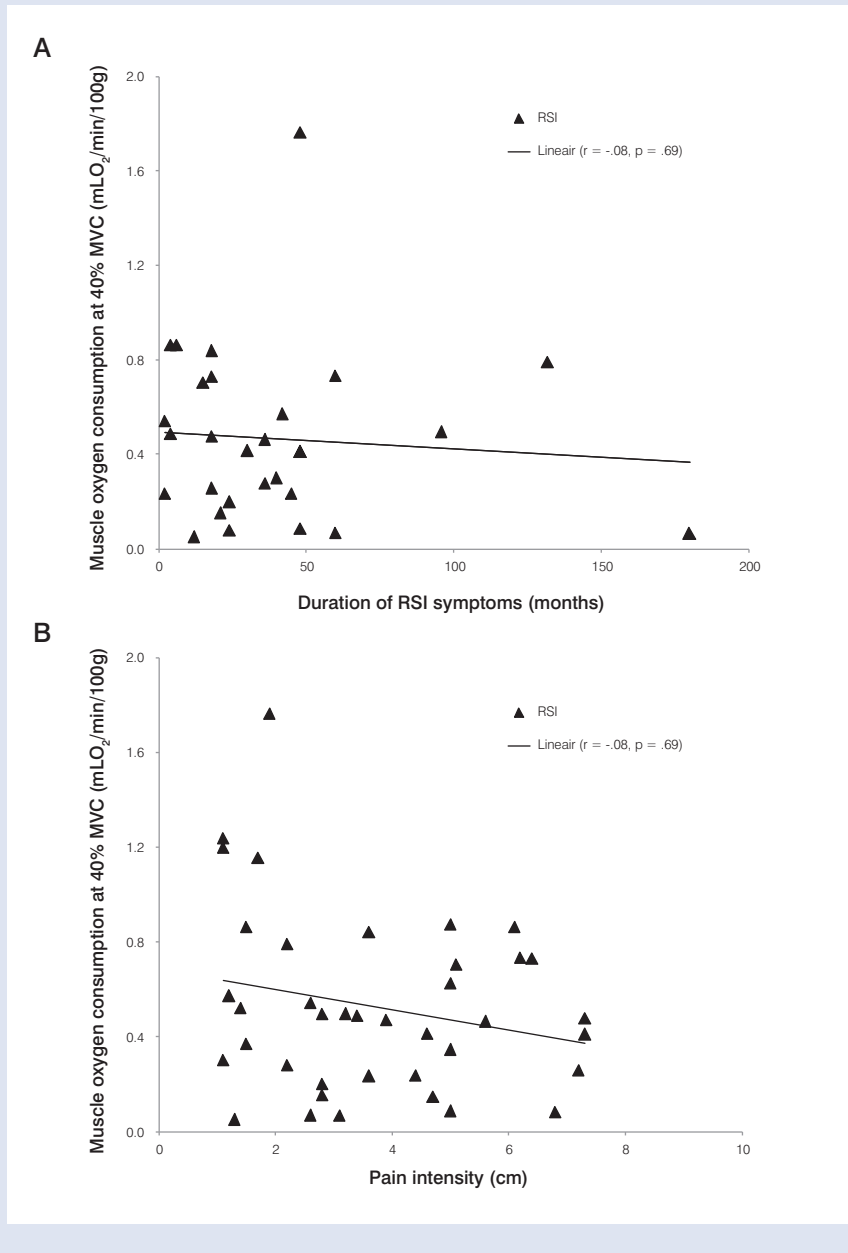 A
Muscle oxygen consumption at 40% MVC (mLO₂/min/100g)
2.0
1.6
1.2
0.8
0.4
0.0
RSI
Lineair (r = -.08, p = .69)
0 50 100 150 200
Duration of RSI symptoms (months)
B
Muscle oxygen consumption at 40% MVC (mLO₂/min/100g)
2.0
1.6
1.2
0.8
0.4
0.0
RSI
Lineair (r = -.08, p = .69)
0 2 4 6 8 10
Pain intensity (cm)